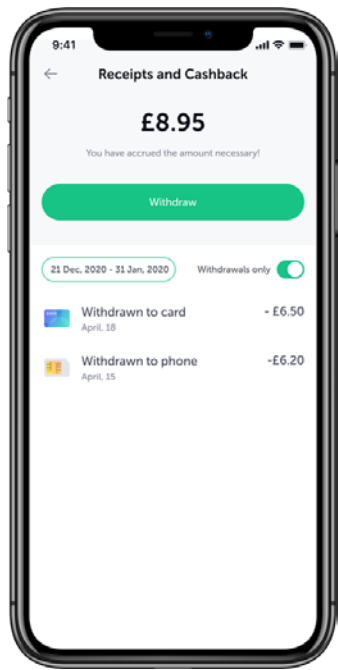 9:41
Receipts and Cashback
£8.95
You have accrued the amount necessary!
Withdraw
21 Dec, 2020 - 31 Jan, 2020 Withdrawals only
Withdrawn to card - £6.50
April, 18
Withdrawn to phone -£6.20
April, 15